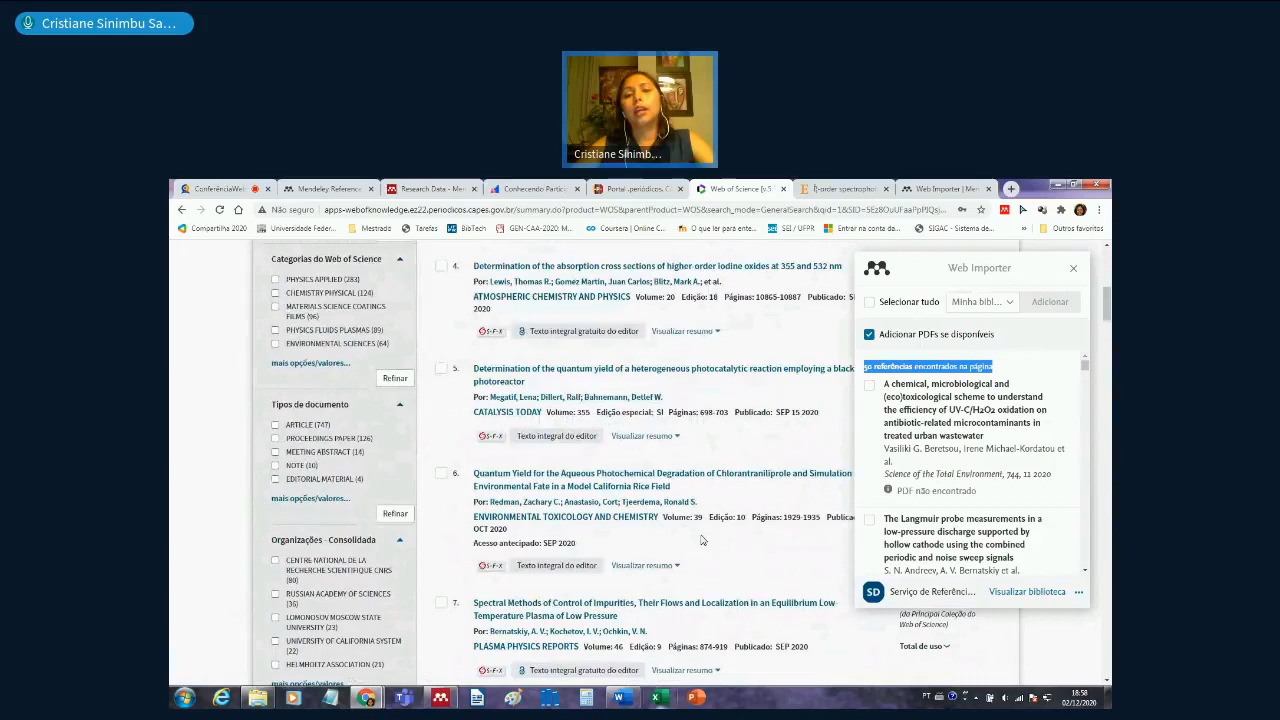 Cristiane Sinimbu Sa...
Cristiane Sinimb...
ConferênciaWeb
Mendeley Reference
Research Data - Men
Conhecendo Partici
Portal .periódicos. C
Web of Science [v.5
-order spectrophoi
Web Importer | Men
Não seguro
apps-webofknowledge.ez22.periodicos.capes.gov.br/summary.do?product=WOS&parentProduct=WOS&search_mode=GeneralSearch&qid=1&SID=
Compartilha 2020
Universidade Feder...
Mestrado
Tarefas
BibTech
GEN-CAA-2020: W...
O que ler para ente...
Coursera | Online C...
SEI / UFPR
Entrar na conta da...
SIGAC - Sistema de...
»
Outros favoritos
Categorias do Web of Science
PHYSICS APPLIED (283)
CHEMISTRY PHYSICAL (124)
MATERIALS SCIENCE COATINGS
FILMS (96)
PHYSICS FLUIDS PLASMAS (89)
ENVIRONMENTAL SCIENCES (64)
mais opções/valores...
Refinar
Tipos de documento
ARTICLE (747)
PROCEEDINGS PAPER (126)
MEETING ABSTRACT (14)
NOTE (10)
EDITORIAL MATERIAL (4)
mais opções/valores...
Refinar
Organizações - Consolidada
CENTRE NATIONAL DE LA
RECHERCHE SCIENTIFIQUE CNRS
(80)
RUSSIAN ACADEMY OF SCIENCES
(36)
LOMONOSOV MOSCOW STATE
UNIVERSITY (23)
UNIVERSITY OF CALIFORNIA SYSTEM
(22)
HELMHOLTZ ASSOCIATION (21)
mais opções/valores...
4. Determination of the absorption cross sections of higher-order iodine oxides at 355 and 532 nm
Por: Lewis, Thomas R.; Gomez Martin, Juan Carlos; Blitz, Mark A.; et al.
ATMOSPHERIC CHEMISTRY AND PHYSICS Volume: 20 Edição: 18 Páginas: 10865-10887 Publicado: S
2020
S-F-X Texto integral gratuito do editor Visualizar resumo
5. Determination of the quantum yield of a heterogeneous photocatalytic reaction employing a black
photoreactor
Por: Megatif, Lena; Dillert, Ralf; Bahnemann, Detlef W.
CATALYSIS TODAY Volume: 355 Edição especial: SI Páginas: 698-703 Publicado: SEP 15 2020
S-F-X Texto integral do editor Visualizar resumo
6. Quantum Yield for the Aqueous Photochemical Degradation of Chlorantraniliprole and Simulation
Environmental Fate in a Model California Rice Field
Por: Redman, Zachary C.; Anastasio, Cort; Tjeerdema, Ronald S.
ENVIRONMENTAL TOXICOLOGY AND CHEMISTRY Volume: 39 Edição: 10 Páginas: 1929-1935 Publica
OCT 2020
Acesso antecipado: SEP 2020
S-F-X Texto integral do editor Visualizar resumo
7. Spectral Methods of Control of Impurities, Their Flows and Localization in an Equilibrium Low-
Temperature Plasma of Low Pressure
Por: Bernatskiy, A. V.; Kochetov, I. V.; Ochkin, V. N.
PLASMA PHYSICS REPORTS Volume: 46 Edição: 9 Páginas: 874-919 Publicado: SEP 2020
S-F-X Texto integral do editor Visualizar resumo
Web Importer
Selecionar tudo
Minha bibl...
Adicionar
Adicionar PDFs se disponíveis
50 referências encontrados na página
A chemical, microbiological and
(eco)toxicological scheme to understand
the efficiency of UV-C/H2O2 oxidation on
antibiotic-related microcontaminants in
treated urban wastewater
Vasiliki G. Beretsou, Irene Michael-Kordatou et
al.
Science of the Total Environment, 744, 11 2020
PDF não encontrado
The Langmuir probe measurements in a
low-pressure discharge supported by
hollow cathode using the combined
periodic and noise sweep signals
S. N. Andreev, A. V. Bernatskiy et al.
SD
Serviço de Referênci...
Visualizar biblioteca
(da Principal Coleção do
Web of Science)
Total de uso
PT
18:58
02/12/2020